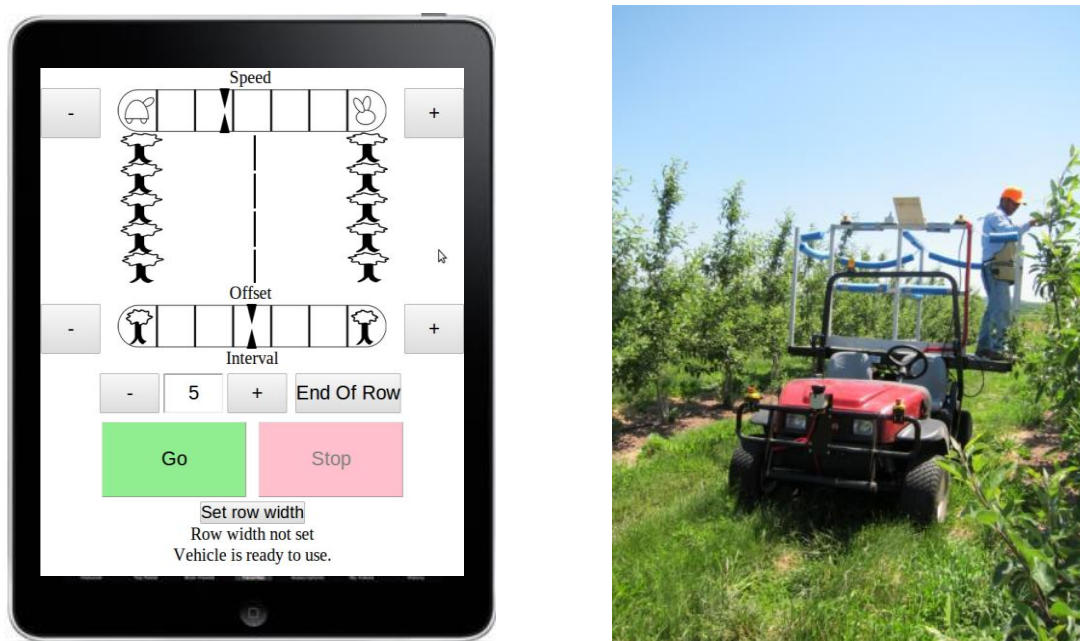 Speed
- +
Offset
- +
Interval
- 5 + End Of Row
Go Stop
Set row width
Row width not set
Vehicle is ready to use.